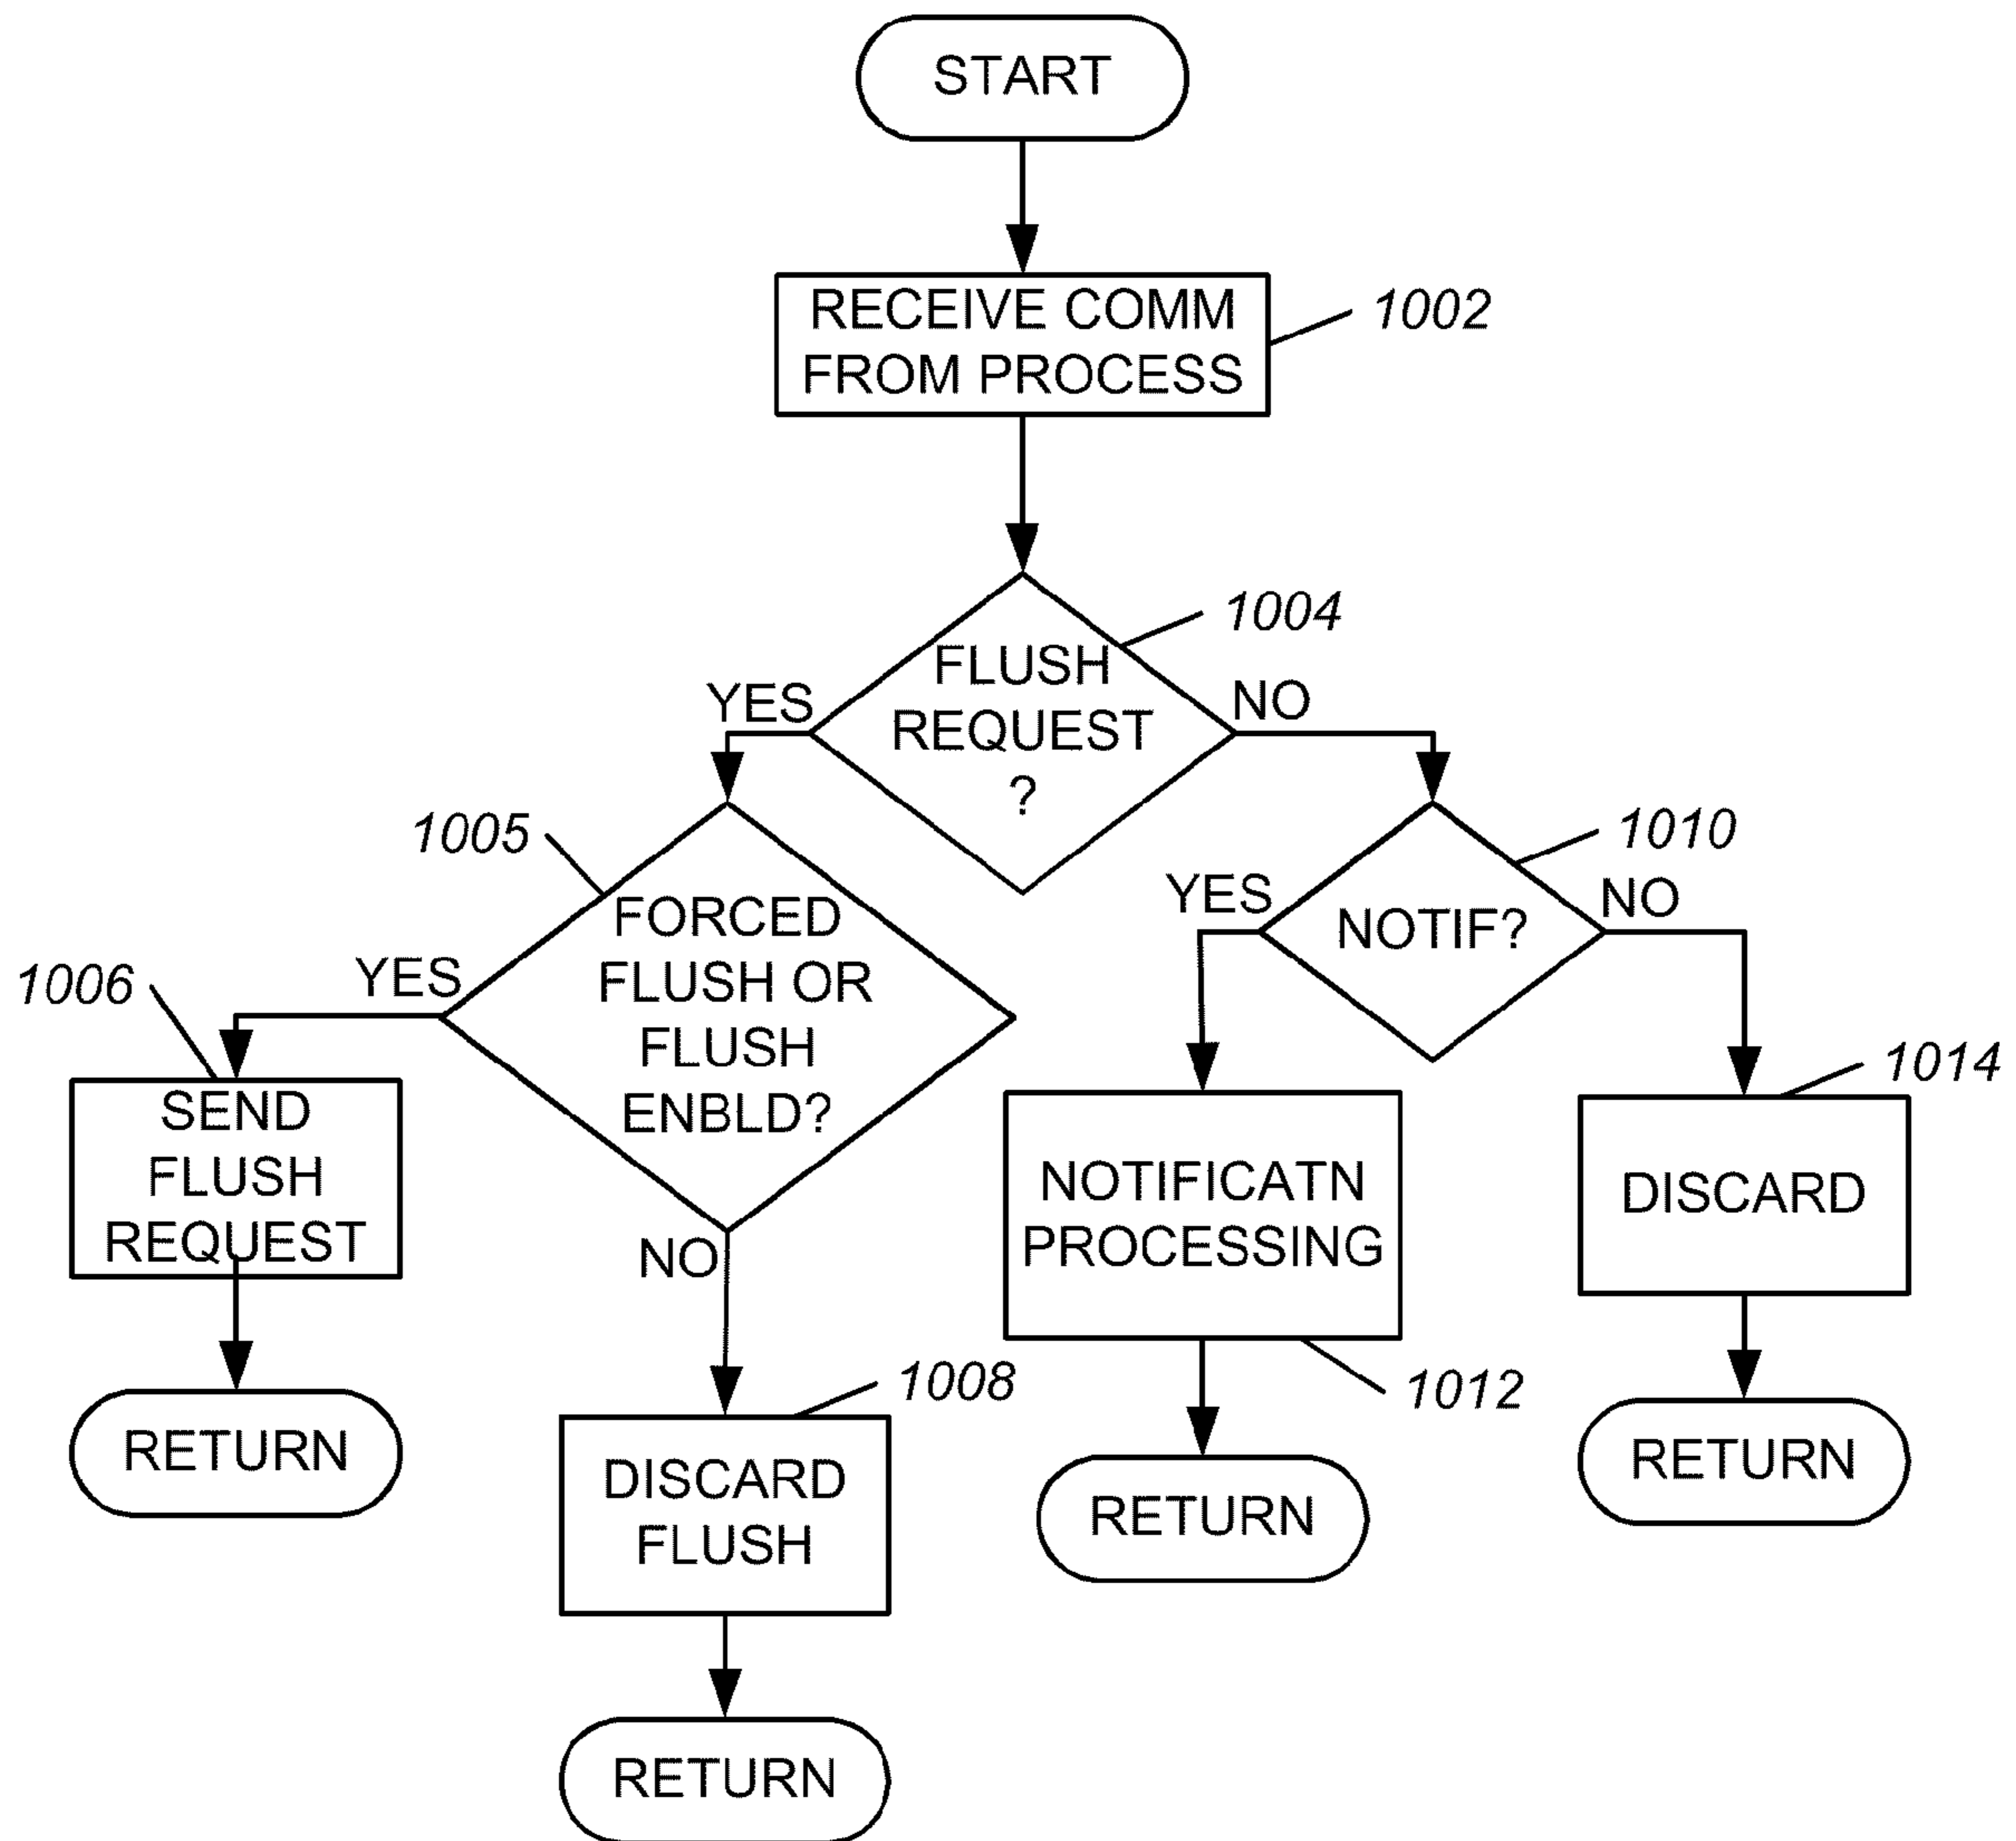 START
RECEIVE COMM
FROM PROCESS
1002
1004
FLUSH
REQUEST
?
YES
NO
1005
FORCED
FLUSH OR
FLUSH
ENBLD?
YES
NO
1010
NOTIF?
YES
NO
1006
SEND
FLUSH
REQUEST
RETURN
1008
DISCARD
FLUSH
RETURN
NOTIFICATN
PROCESSING
1012
RETURN
1014
DISCARD
RETURN